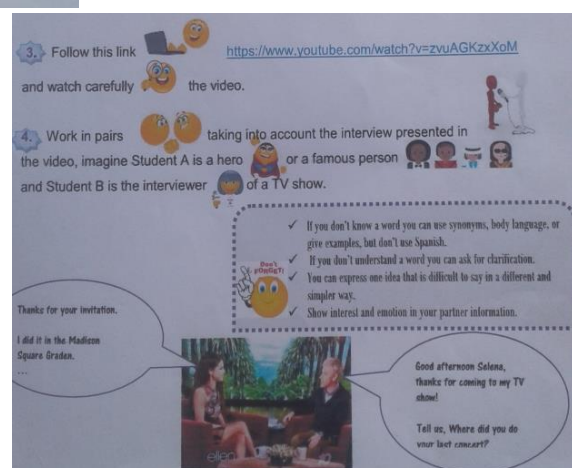 3. Follow this link https://www.youtube.com/watch?v=zvuAGKzxXoM
and watch carefully the video.
4. Work in pairs taking into account the interview presented in
the video, imagine Student A is a hero or a famous person
and Student B is the interviewer of a TV show.
Don't
FORGET!
✓ If you don't know a word you can use synonyms, body language, or
give examples, but don't use Spanish.
✓ If you don't understand a word you can ask for clarification.
✓ You can express one idea that is difficult to say in a different and
simpler way.
✓ Show interest and emotion in your partner information.
Thanks for your invitation.
I did it in the Madison
Square Graden.
...
Good afternoon Selena,
thanks for coming to my TV
show!
Tell us, Where did you do
your last concert?
ellen